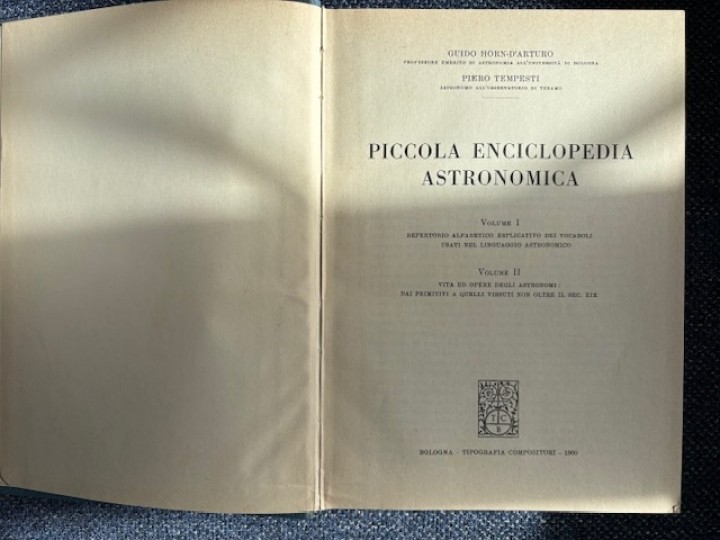 GUIDO HORN-D'ARTURO
PROFESSORE EMERITO DI ASTRONOMIA ALL'UNIVERSITÀ DI BOLOGNA
PIERO TEMPESTI
ASTRONOMO ALL'OSSERVATORIO DI TERAMO
PICCOLA ENCICLOPEDIA
ASTRONOMICA
VOLUME I
REPERTORIO ALFABETICO ESPLICATIVO DEI VOCABOLI
USATI NEL LINGUAGGIO ASTRONOMICO
VOLUME II
VITA ED OPERE DEGLI ASTRONOMI:
DAI PRIMITIVI A QUELLI VISSUTI NON OLTRE IL SEC. XIX
T C
B
BOLOGNA - TIPOGRAFIA COMPOSITORI - 1960